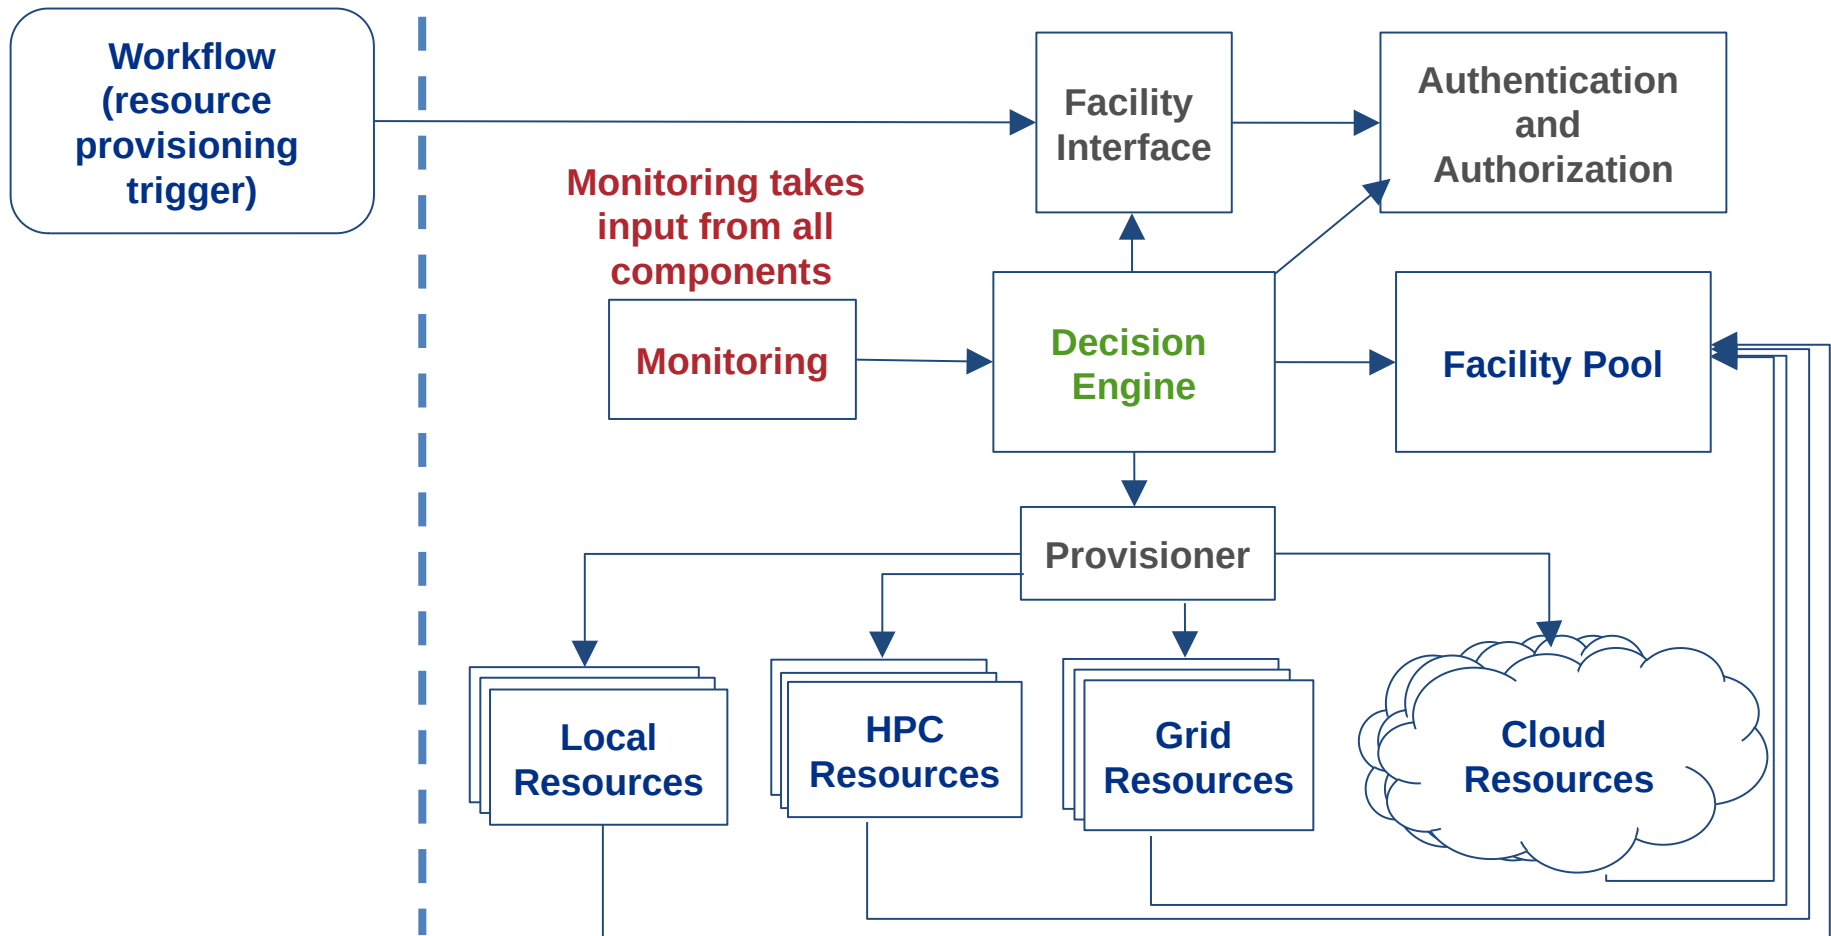 Workflow
(resource
provisioning
trigger)
Facility
Interface
Authentication
and
Authorization
Monitoring takes
input from all
components
Monitoring
Decision
Engine
Facility Pool
Provisioner
Local
Resources
HPC
Resources
Grid
Resources
Cloud
Resources